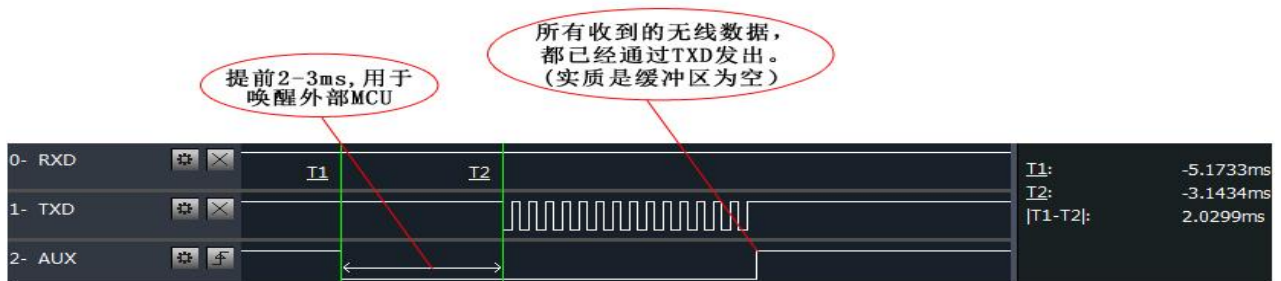 所有收到的无线数据，
都已经通过TXD发出。
(实质是缓冲区为空)
提前2-3ms,用于
唤醒外部MCU
0- RXD
T1
T2
T1: -5.1733ms
T2: -3.1434ms
|T1-T2|: 2.0299ms
1- TXD
2- AUX